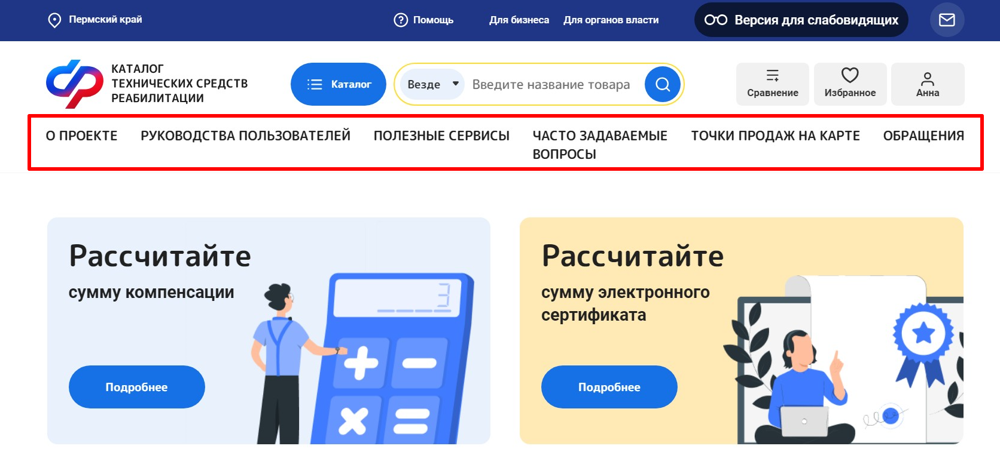 Пермский край
Помощь
Для бизнеса
Для органов власти
Версия для слабовидящих
КАТАЛОГ
ТЕХНИЧЕСКИХ СРЕДСТВ
РЕАБИЛИТАЦИИ
Каталог
Везде
Введите название товара
Сравнение
Избранное
Анна
О ПРОЕКТЕ
РУКОВОДСТВА ПОЛЬЗОВАТЕЛЕЙ
ПОЛЕЗНЫЕ СЕРВИСЫ
ЧАСТО ЗАДАВАЕМЫЕ
ВОПРОСЫ
ТОЧКИ ПРОДАЖ НА КАРТЕ
ОБРАЩЕНИЯ
Рассчитайте
сумму компенсации
Подробнее
3
Рассчитайте
сумму электронного
сертификата
Подробнее